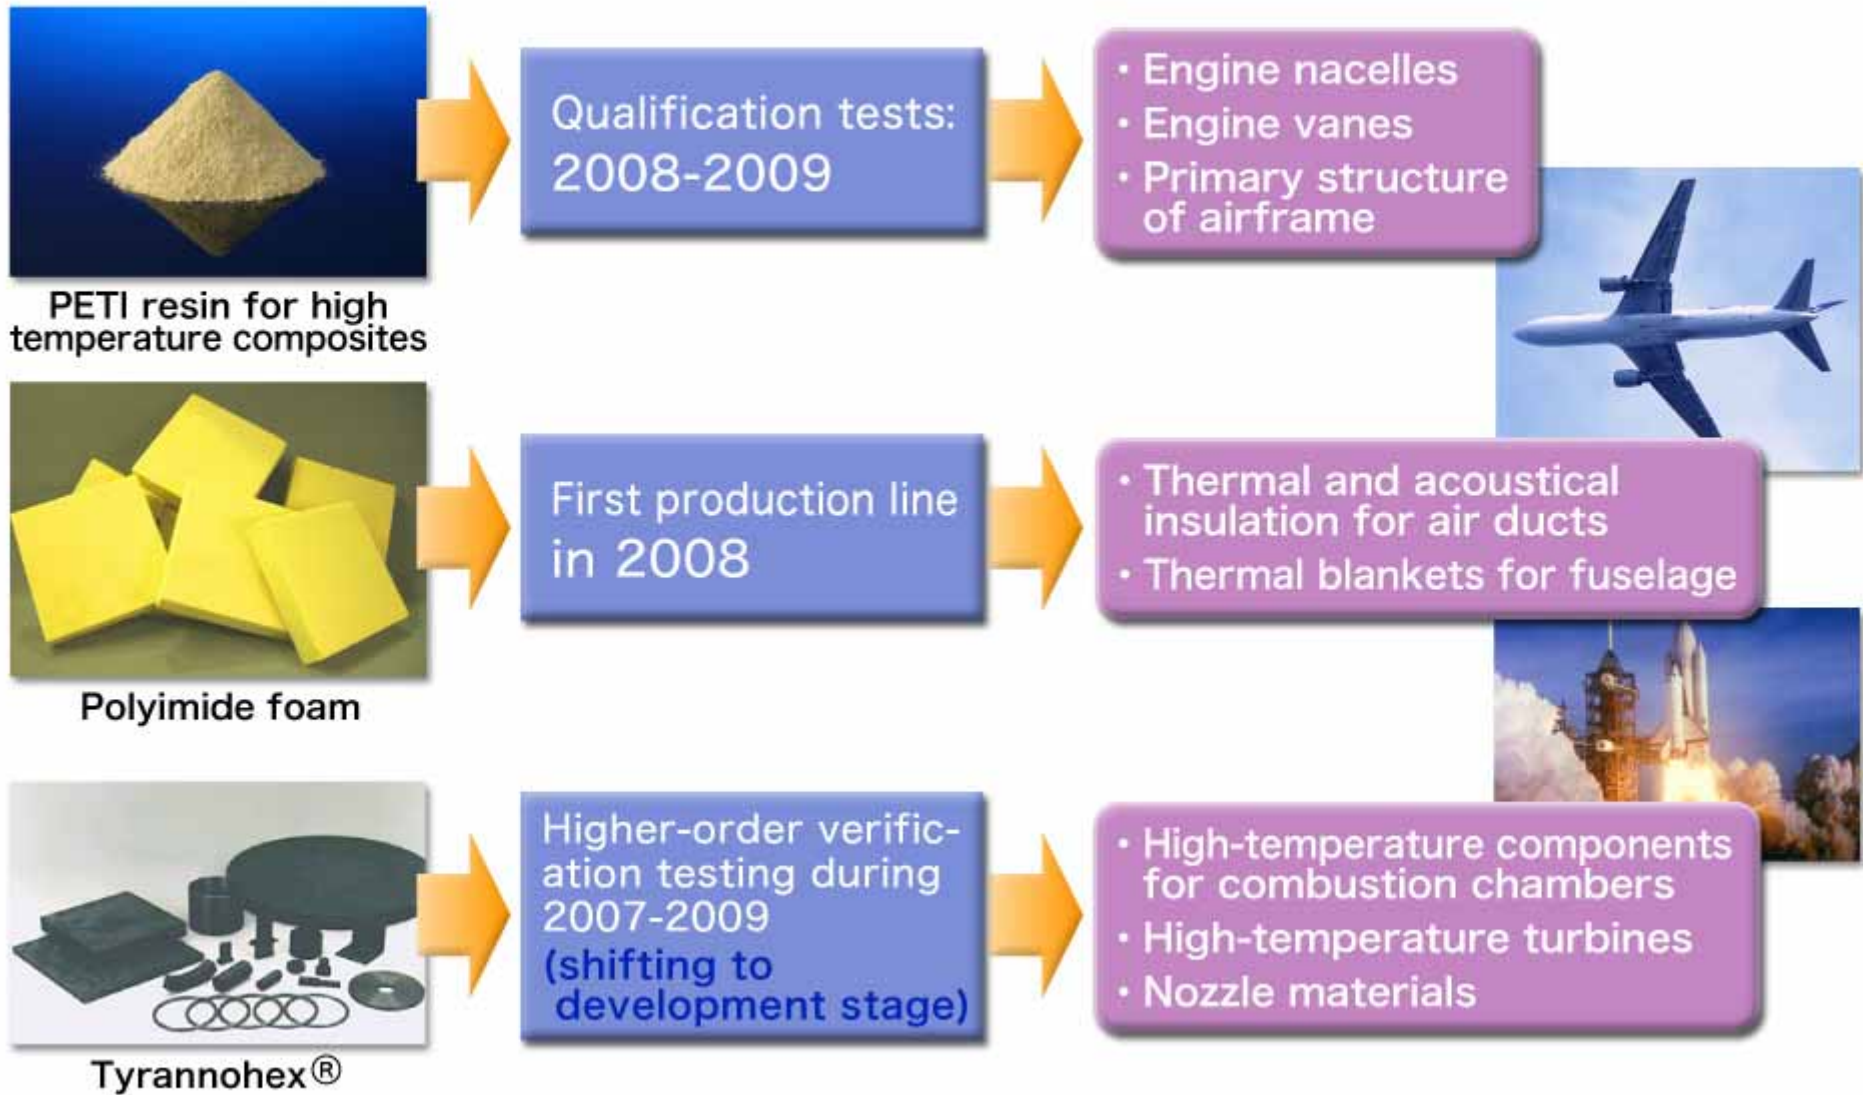 Qualification tests:
2008-2009
・Engine nacelles
・Engine vanes
・Primary structure
of airframe
PETI resin for high
temperature composites
First production line
in 2008
・Thermal and acoustical
insulation for air ducts
・Thermal blankets for fuselage
Polyimide foam
Higher-order verific-
ation testing during
2007-2009
(shifting to
development stage)
・High-temperature components
for combustion chambers
・High-temperature turbines
・Nozzle materials
Tyrannohex®